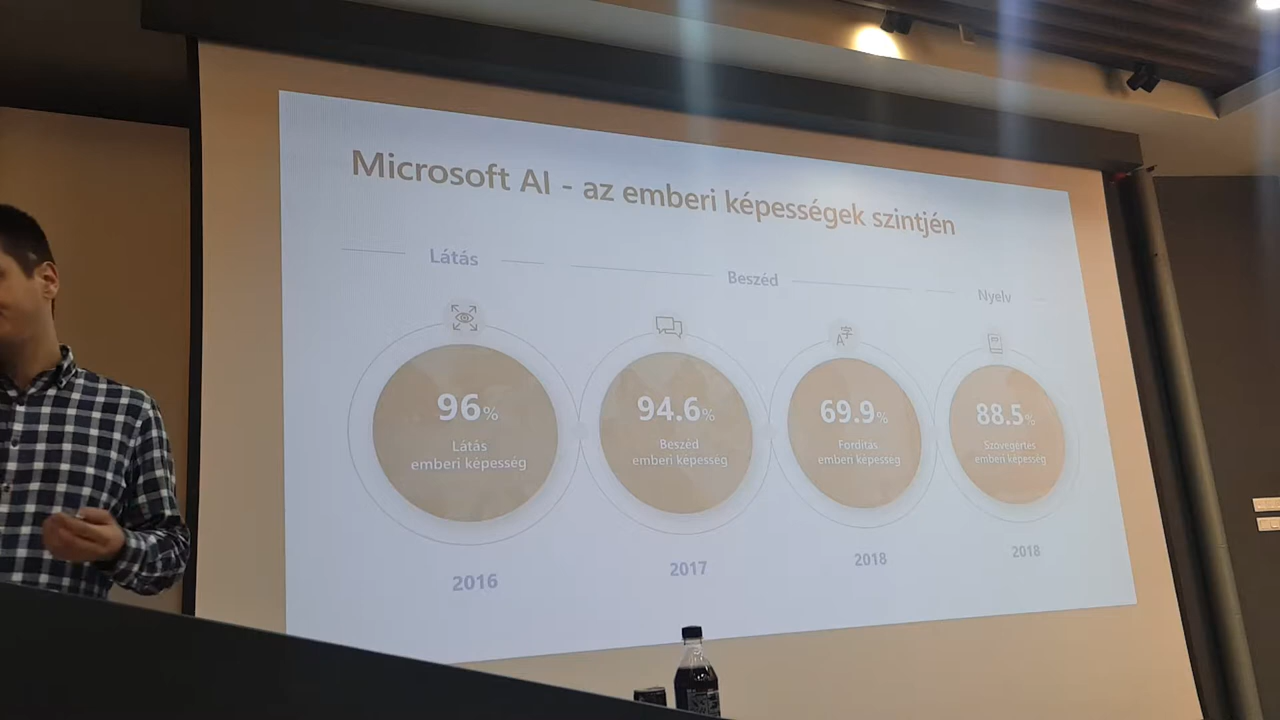 Microsoft AI - az emberi képességek szintjén
Látás
Beszéd
Nyelv
96%
Látás
emberi képesség
94.6%
Beszéd
emberi képesség
69.9%
Fordítás
emberi képesség
88.5%
Szövegértés
emberi képesség
2016
2017
2018
2018